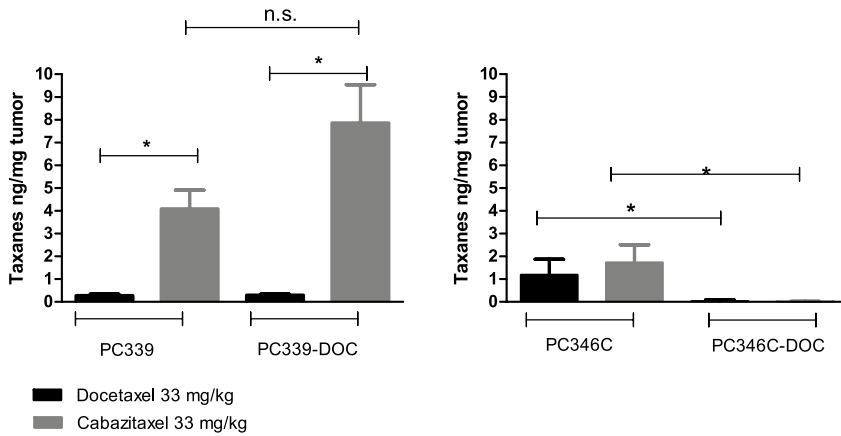 n.s.
*
*
Taxanes ng/mg tumor
10
9
8
7
6
5
4
3
2
1
0
PC339
PC339-DOC
*
*
Taxanes ng/mg tumor
10
9
8
7
6
5
4
3
2
1
0
PC346C
PC346C-DOC
Docetaxel 33 mg/kg
Cabazitaxel 33 mg/kg